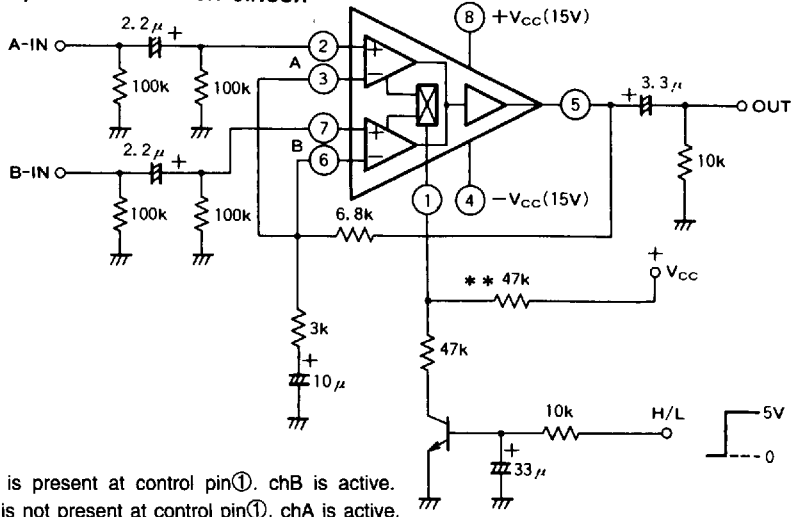 2.2μ
+
8
+VCC(15V)
A-IN
2
+
A
3
−
3.3μ
+
5
OUT
100k
100k
7
+
2.2μ
+
B
6
−
10k
B-IN
1
4
−VCC(15V)
100k
100k
6.8k
+
VCC
** 47k
3k
47k
+
10μ
10k
H/L
5V
0
+
33μ
is present at control pin①. chB is active.
is not present at control pin①. chA is active.